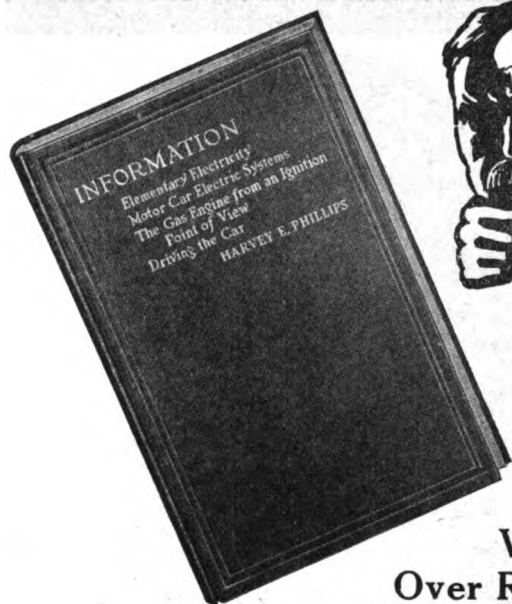 INFORMATION
Elementary Electricity
Motor Car Electric Systems
The Gas Engine from an Ignition
Point of View
Driving the Car
HARVEY E. PHILLIPS
Over